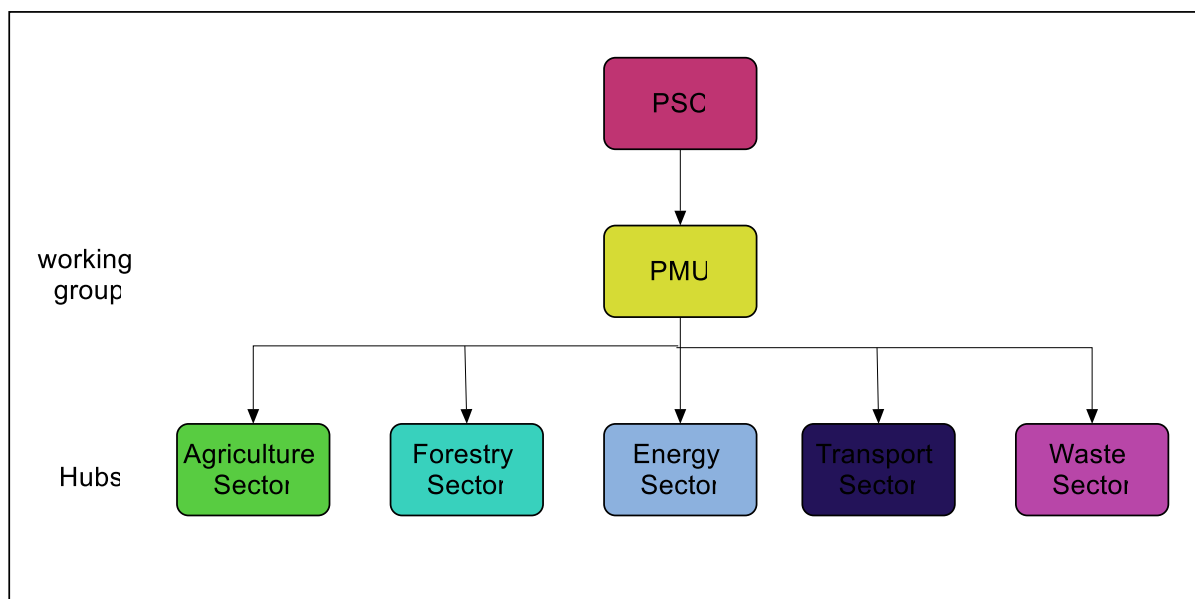 PSC
working
group
PMU
Hubs
Agriculture
Sector
Forestry
Sector
Energy
Sector
Transport
Sector
Waste
Sector